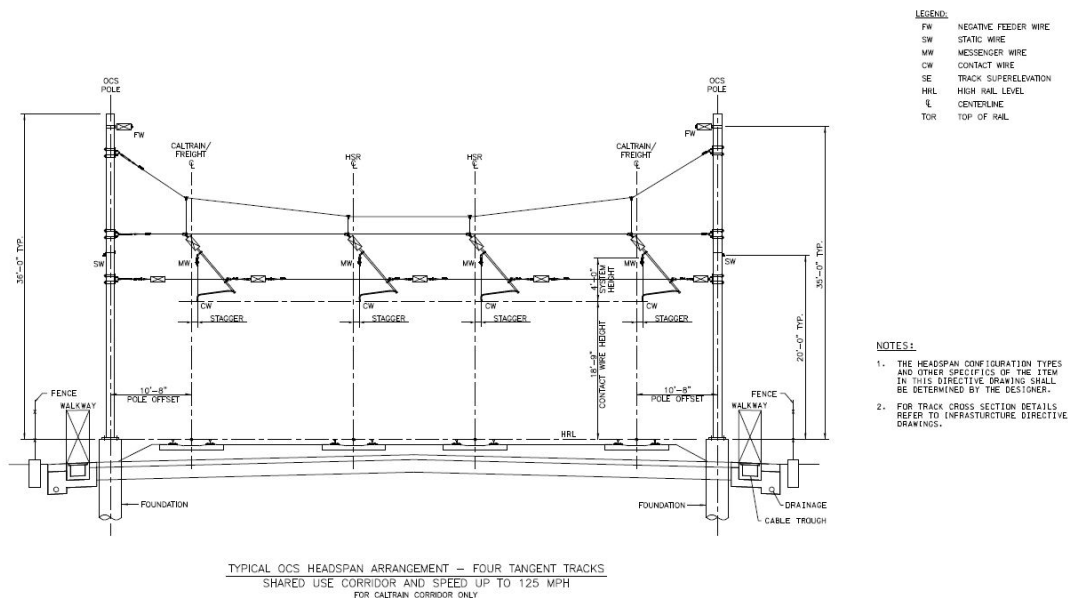 LEGEND:
FW NEGATIVE FEEDER WIRE
SW STATIC WIRE
MW MESSENGER WIRE
CW CONTACT WIRE
SE TRACK SUPERELEVATION
HRL HIGH RAIL LEVEL
℄ CENTERLINE
TOR TOP OF RAIL
OCS
POLE
OCS
POLE
FW
FW
CALTRAIN/
FREIGHT
℄
HSR
℄
HSR
℄
CALTRAIN/
FREIGHT
℄
36'-0" TYP.
35'-0" TYP.
20'-0" TYP.
SW
SW
MW
MW
MW
MW
4'-0"
SYSTEM
HEIGHT
CW
CW
CW
CW
STAGGER
STAGGER
STAGGER
STAGGER
18'-9"
CONTACT WIRE HEIGHT
10'-8"
POLE OFFSET
10'-8"
POLE OFFSET
FENCE
WALKWAY
FENCE
WALKWAY
HRL
FOUNDATION
FOUNDATION
DRAINAGE
CABLE TROUGH
NOTES:
1. THE HEADSPAN CONFIGURATION TYPES
AND OTHER SPECIFICS OF THE ITEM
IN THIS DIRECTIVE DRAWING SHALL
BE DETERMINED BY THE DESIGNER.
2. FOR TRACK CROSS SECTION DETAILS
REFER TO INFRASTURCTURE DIRECTIVE
DRAWINGS.
TYPICAL OCS HEADSPAN ARRANGEMENT – FOUR TANGENT TRACKS
SHARED USE CORRIDOR AND SPEED UP TO 125 MPH
FOR CALTRAIN CORRIDOR ONLY